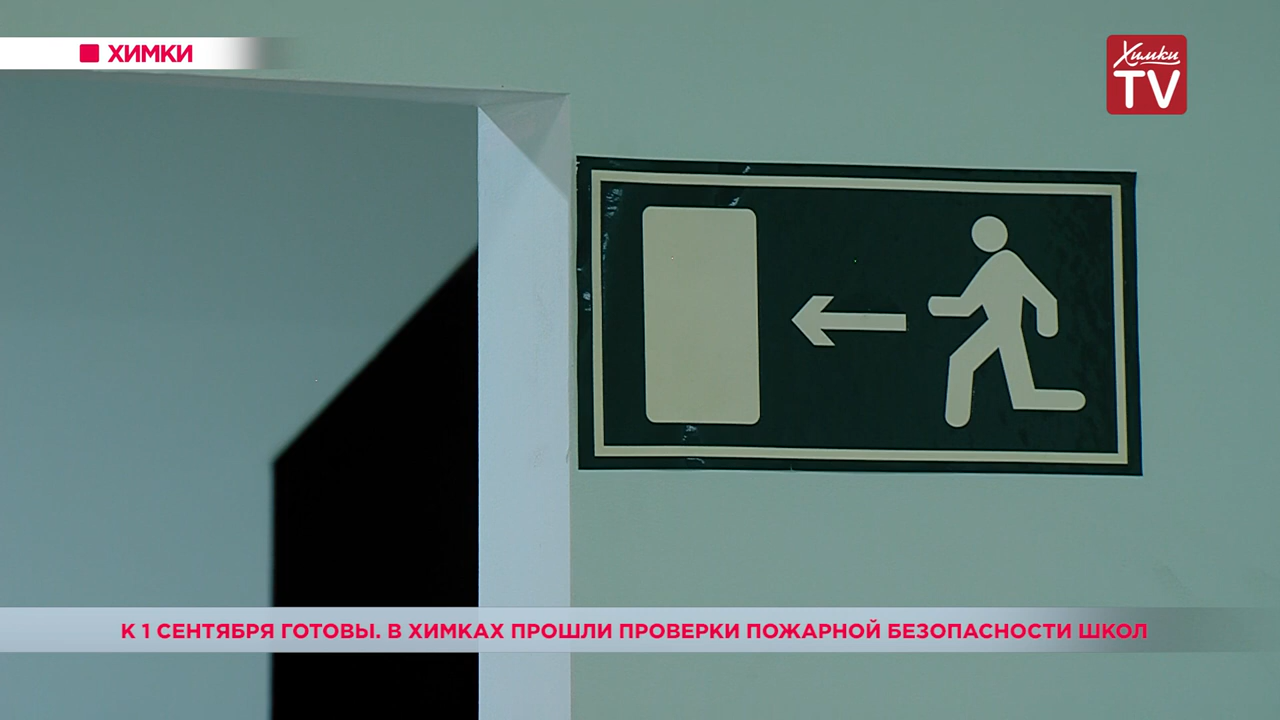 ХИМКИ
Химки
TV
К 1 СЕНТЯБРЯ ГОТОВЫ. В ХИМКАХ ПРОШЛИ ПРОВЕРКИ ПОЖАРНОЙ БЕЗОПАСНОСТИ ШКОЛ